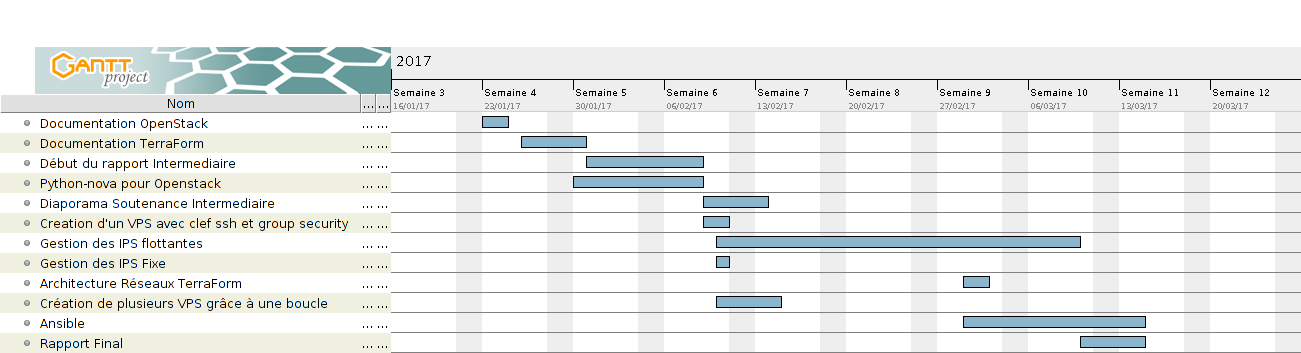 GANTT
project
2017
Semaine 3
Semaine 4
Semaine 5
Semaine 6
Semaine 7
Semaine 8
Semaine 9
Semaine 10
Semaine 11
Semaine 12
Nom
... ...
16/01/17
23/01/17
30/01/17
06/02/17
13/02/17
20/02/17
27/02/17
06/03/17
13/03/17
20/03/17
Documentation OpenStack ... ...
Documentation TerraForm ... ...
Début du rapport Intermediaire ... ...
Python-nova pour Openstack ... ...
Diaporama Soutenance Intermediaire ... ...
Creation d'un VPS avec clef ssh et group security ... ...
Gestion des IPS flottantes ... ...
Gestion des IPS Fixe ... ...
Architecture Réseaux TerraForm ... ...
Création de plusieurs VPS grâce à une boucle ... ...
Ansible ... ...
Rapport Final ... ...